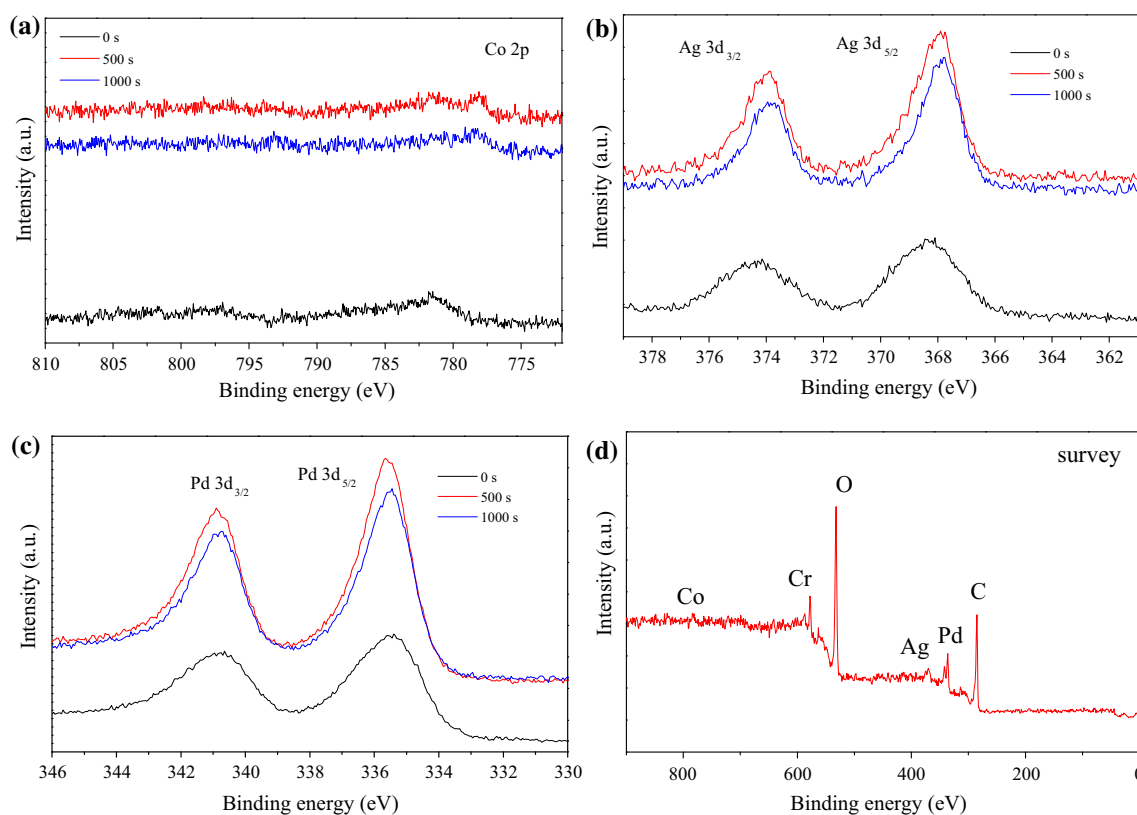 (a)
0 s
500 s
1000 s
Co 2p
Intensity (a.u.)
810 805 800 795 790 785 780 775
Binding energy (eV)
(b)
Ag 3d3/2
Ag 3d5/2
0 s
500 s
1000 s
Intensity (a.u.)
378 376 374 372 370 368 366 364 362
Binding energy (eV)
(c)
Pd 3d3/2
Pd 3d5/2
0 s
500 s
1000 s
Intensity (a.u.)
346 344 342 340 338 336 334 332 330
Binding energy (eV)
(d)
survey
O
Cr
C
Co
Ag
Pd
Intensity (a.u.)
800 600 400 200 0
Binding energy (eV)